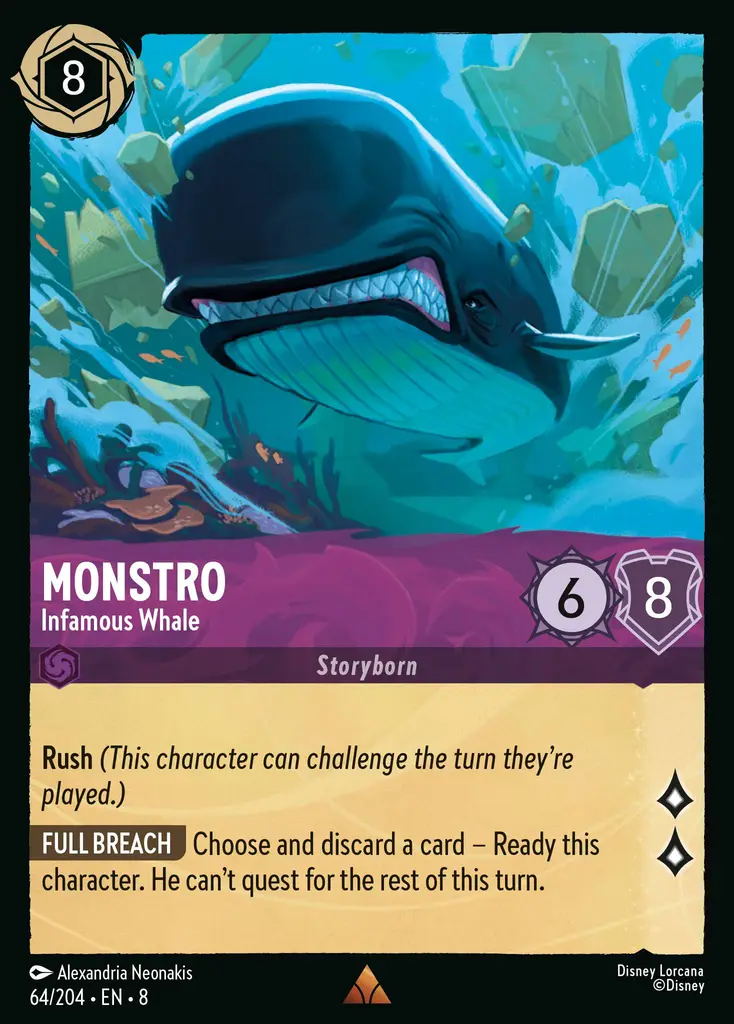 8
MONSTRO
Infamous Whale
6
8
Storyborn
Rush (This character can challenge the turn they’re
played.)
FULL BREACH Choose and discard a card – Ready this
character. He can’t quest for the rest of this turn.
Alexandria Neonakis
64/204 • EN • 8
Disney Lorcana
©Disney